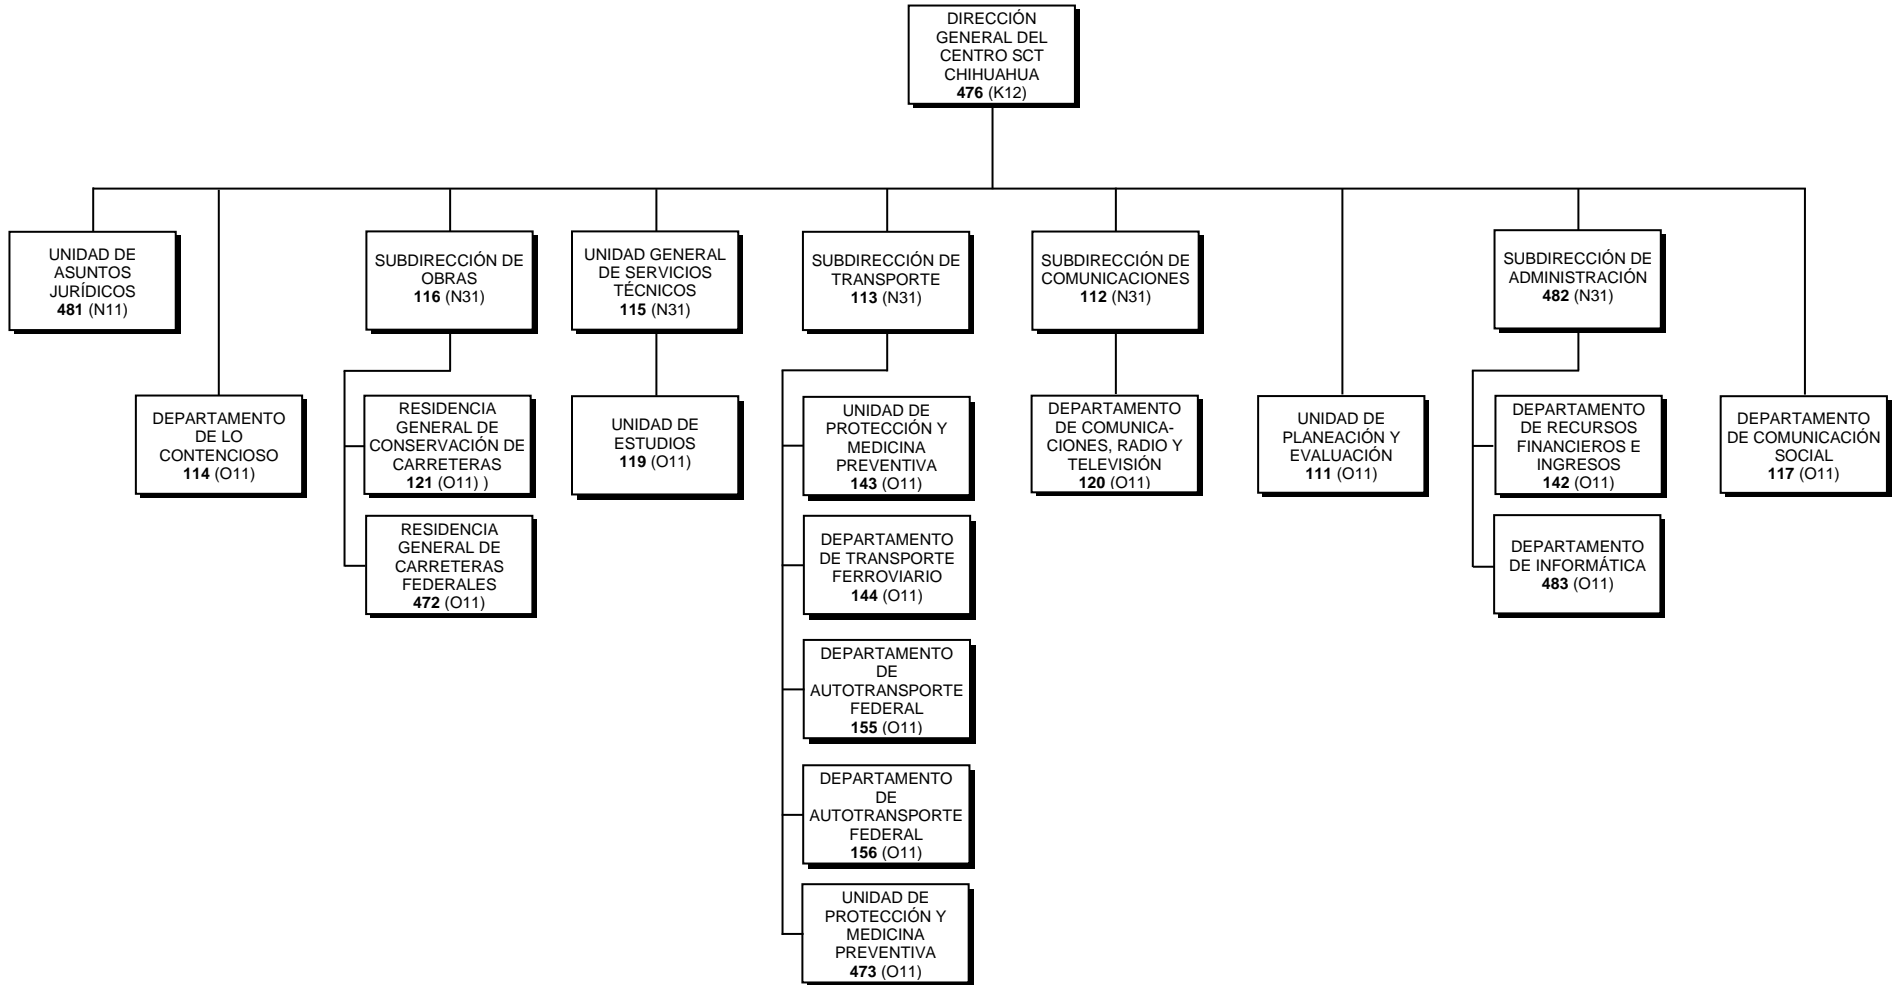 DIRECCIÓN
GENERAL DEL
CENTRO SCT
CHIHUAHUA
476 (K12)
UNIDAD DE
ASUNTOS
JURÍDICOS
481 (N11)
SUBDIRECCIÓN DE
OBRAS
116 (N31)
UNIDAD GENERAL
DE SERVICIOS
TÉCNICOS
115 (N31)
SUBDIRECCIÓN DE
TRANSPORTE
113 (N31)
SUBDIRECCIÓN DE
COMUNICACIONES
112 (N31)
SUBDIRECCIÓN DE
ADMINISTRACIÓN
482 (N31)
DEPARTAMENTO
DE LO
CONTENCIOSO
114 (O11)
RESIDENCIA
GENERAL DE
CONSERVACIÓN DE
CARRETERAS
121 (O11) )
UNIDAD DE
ESTUDIOS
119 (O11)
UNIDAD DE
PROTECCIÓN Y
MEDICINA
PREVENTIVA
143 (O11)
DEPARTAMENTO
DE COMUNICA-
CIONES, RADIO Y
TELEVISIÓN
120 (O11)
UNIDAD DE
PLANEACIÓN Y
EVALUACIÓN
111 (O11)
DEPARTAMENTO
DE RECURSOS
FINANCIEROS E
INGRESOS
142 (O11)
DEPARTAMENTO
DE COMUNICACIÓN
SOCIAL
117 (O11)
RESIDENCIA
GENERAL DE
CARRETERAS
FEDERALES
472 (O11)
DEPARTAMENTO
DE TRANSPORTE
FERROVIARIO
144 (O11)
DEPARTAMENTO
DE INFORMÁTICA
483 (O11)
DEPARTAMENTO
DE
AUTOTRANSPORTE
FEDERAL
155 (O11)
DEPARTAMENTO
DE
AUTOTRANSPORTE
FEDERAL
156 (O11)
UNIDAD DE
PROTECCIÓN Y
MEDICINA
PREVENTIVA
473 (O11)